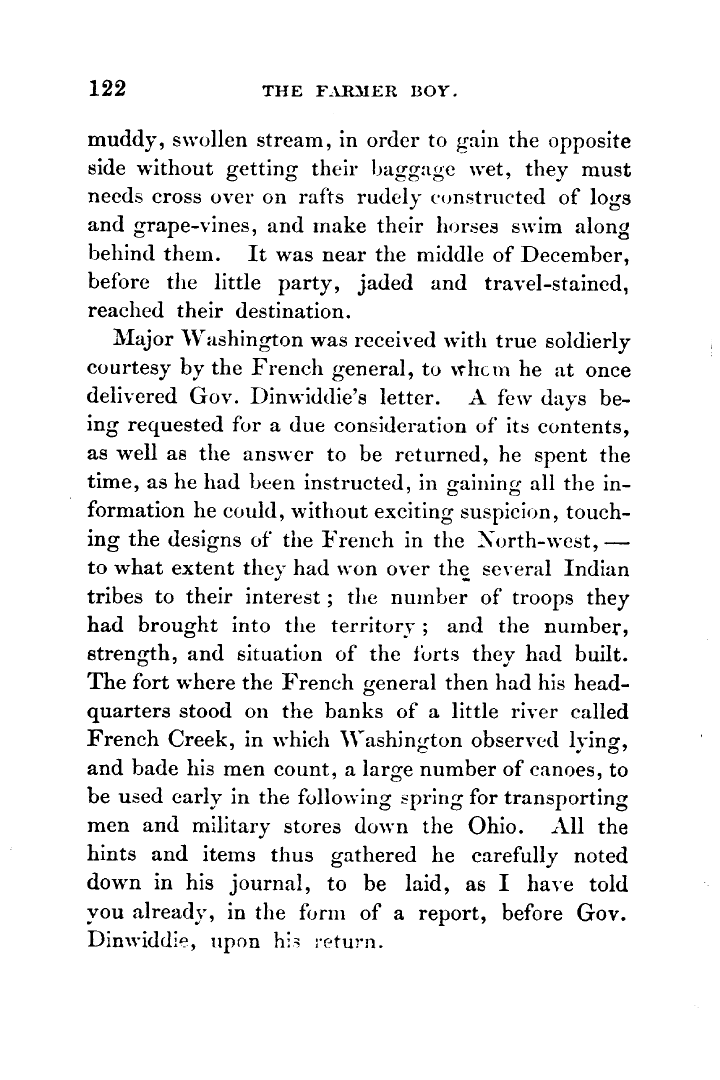 122 THE FARMER BOY.
muddy, swollen stream, in order to gain the opposite
side without getting their baggage wet, they must
needs cross over on rafts rudely constructed of logs
and grape-vines, and make their horses swim along
behind them. It was near the middle of December,
before the little party, jaded and travel-stained,
reached their destination.
Major Washington was received with true soldierly
courtesy by the French general, to whom he at once
delivered Gov. Dinwiddie's letter. A few days be-
ing requested for a due consideration of its contents,
as well as the answer to be returned, he spent the
time, as he had been instructed, in gaining all the in-
formation he could, without exciting suspicion, touch-
ing the designs of the French in the North-west, —
to what extent they had won over the several Indian
tribes to their interest ; the number of troops they
had brought into the territory ; and the number,
strength, and situation of the forts they had built.
The fort where the French general then had his head-
quarters stood on the banks of a little river called
French Creek, in which Washington observed lying,
and bade his men count, a large number of canoes, to
be used early in the following spring for transporting
men and military stores down the Ohio. All the
hints and items thus gathered he carefully noted
down in his journal, to be laid, as I have told
you already, in the form of a report, before Gov.
Dinwiddie, upon his return.